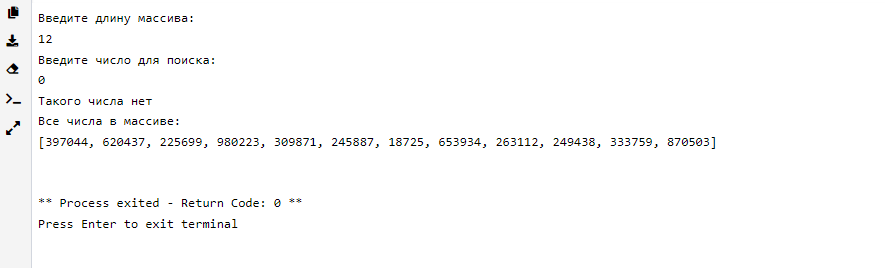 Введите длину массива:
12
Введите число для поиска:
0
Такого числа нет
Все числа в массиве:
[397044, 620437, 225699, 980223, 309871, 245887, 18725, 653934, 263112, 249438, 333759, 870503]
** Process exited - Return Code: 0 **
Press Enter to exit terminal